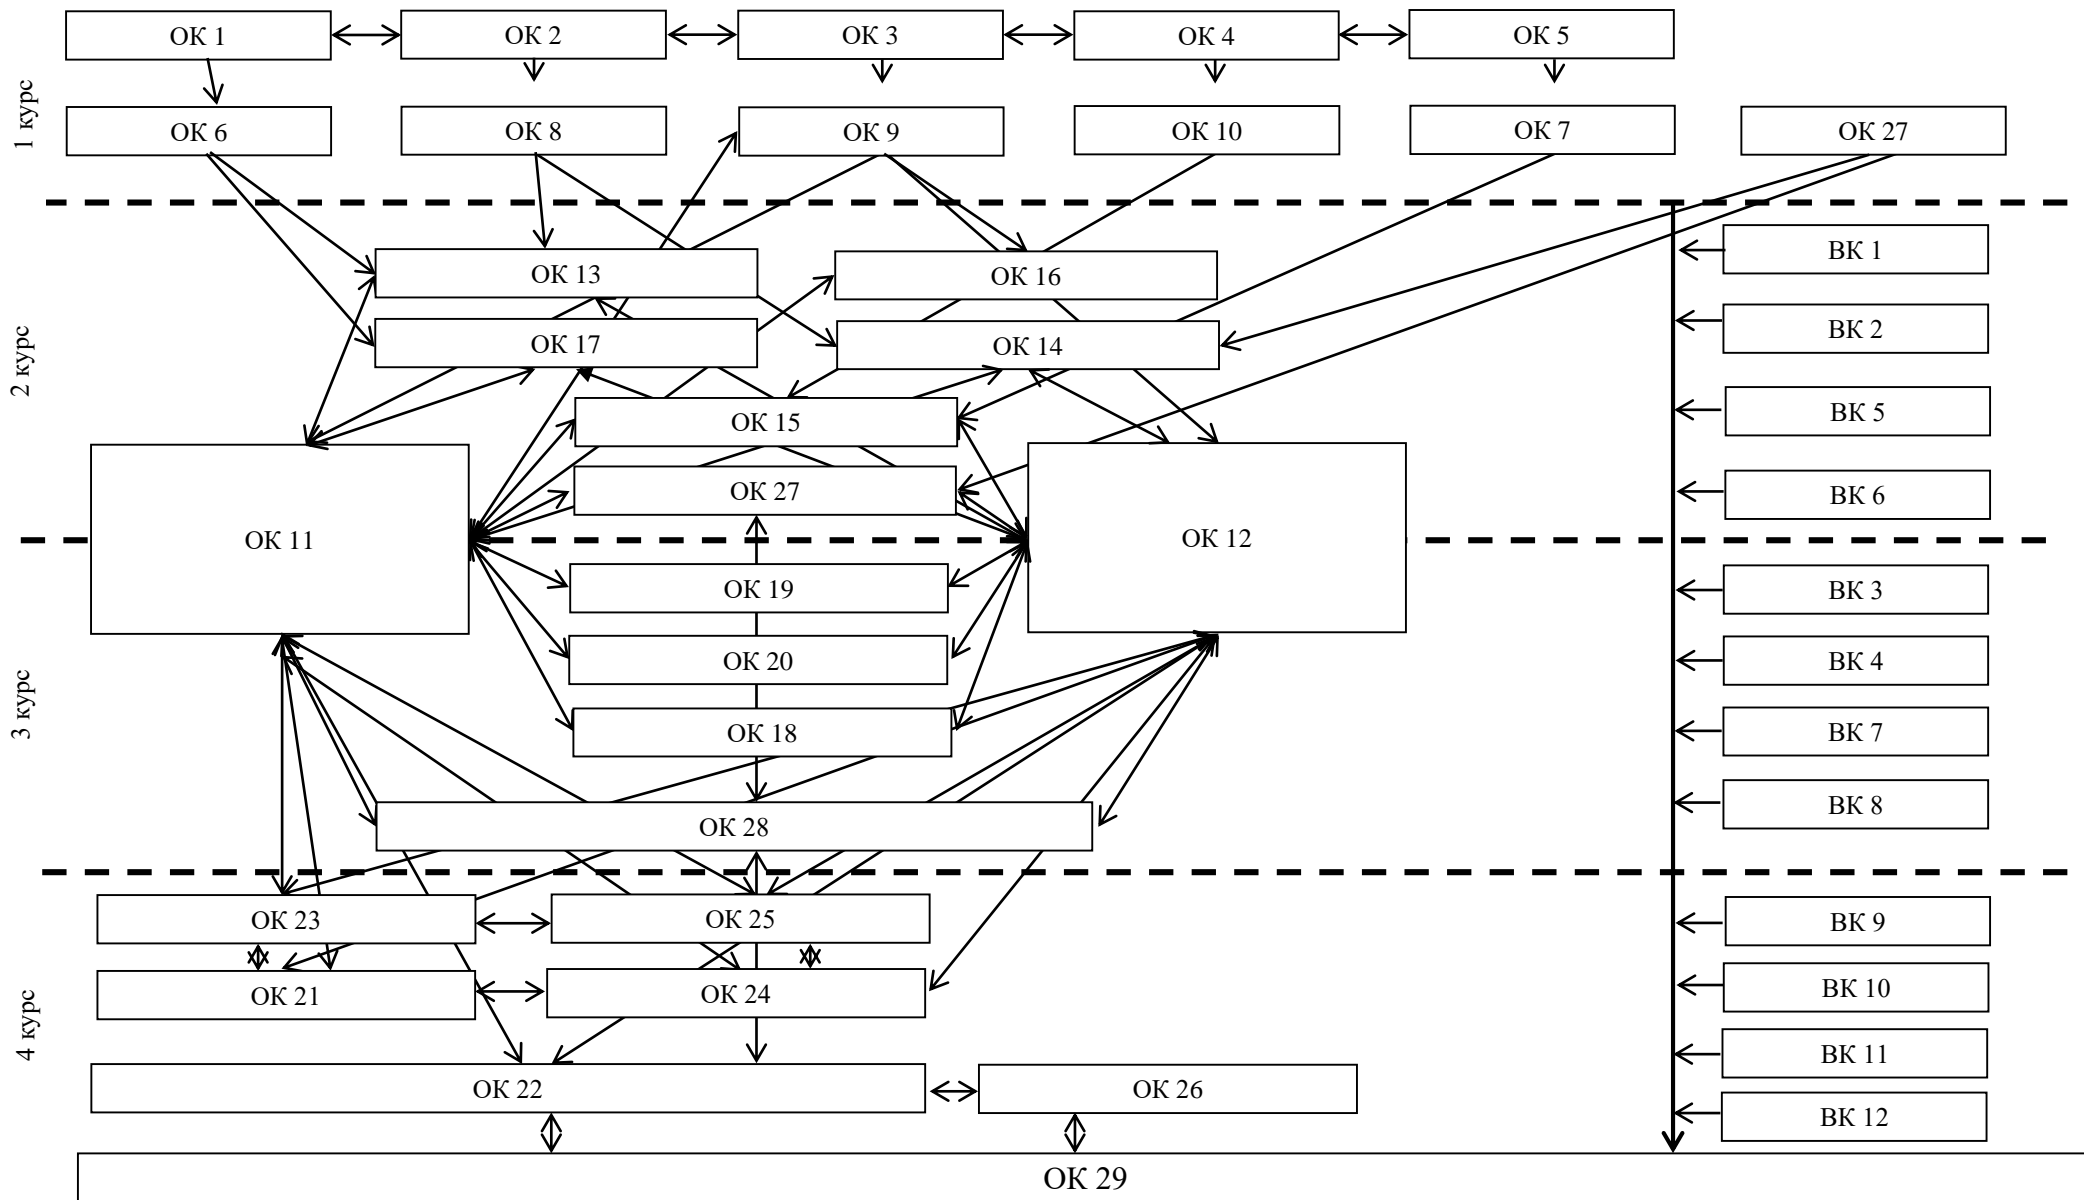 ОК 1
ОК 2
ОК 3
ОК 4
ОК 5
1 курс
ОК 6
ОК 8
ОК 9
ОК 10
ОК 7
ОК 27
ОК 13
ОК 16
ВК 1
2 курс
ОК 17
ОК 14
ВК 2
ОК 15
ВК 5
ОК 27
ВК 6
ОК 11
ОК 12
ОК 19
ВК 3
ОК 20
ВК 4
3 курс
ОК 18
ВК 7
ОК 28
ВК 8
ОК 23
ОК 25
ВК 9
4 курс
ОК 21
ОК 24
ВК 10
ВК 11
ОК 22
ОК 26
ВК 12
ОК 29